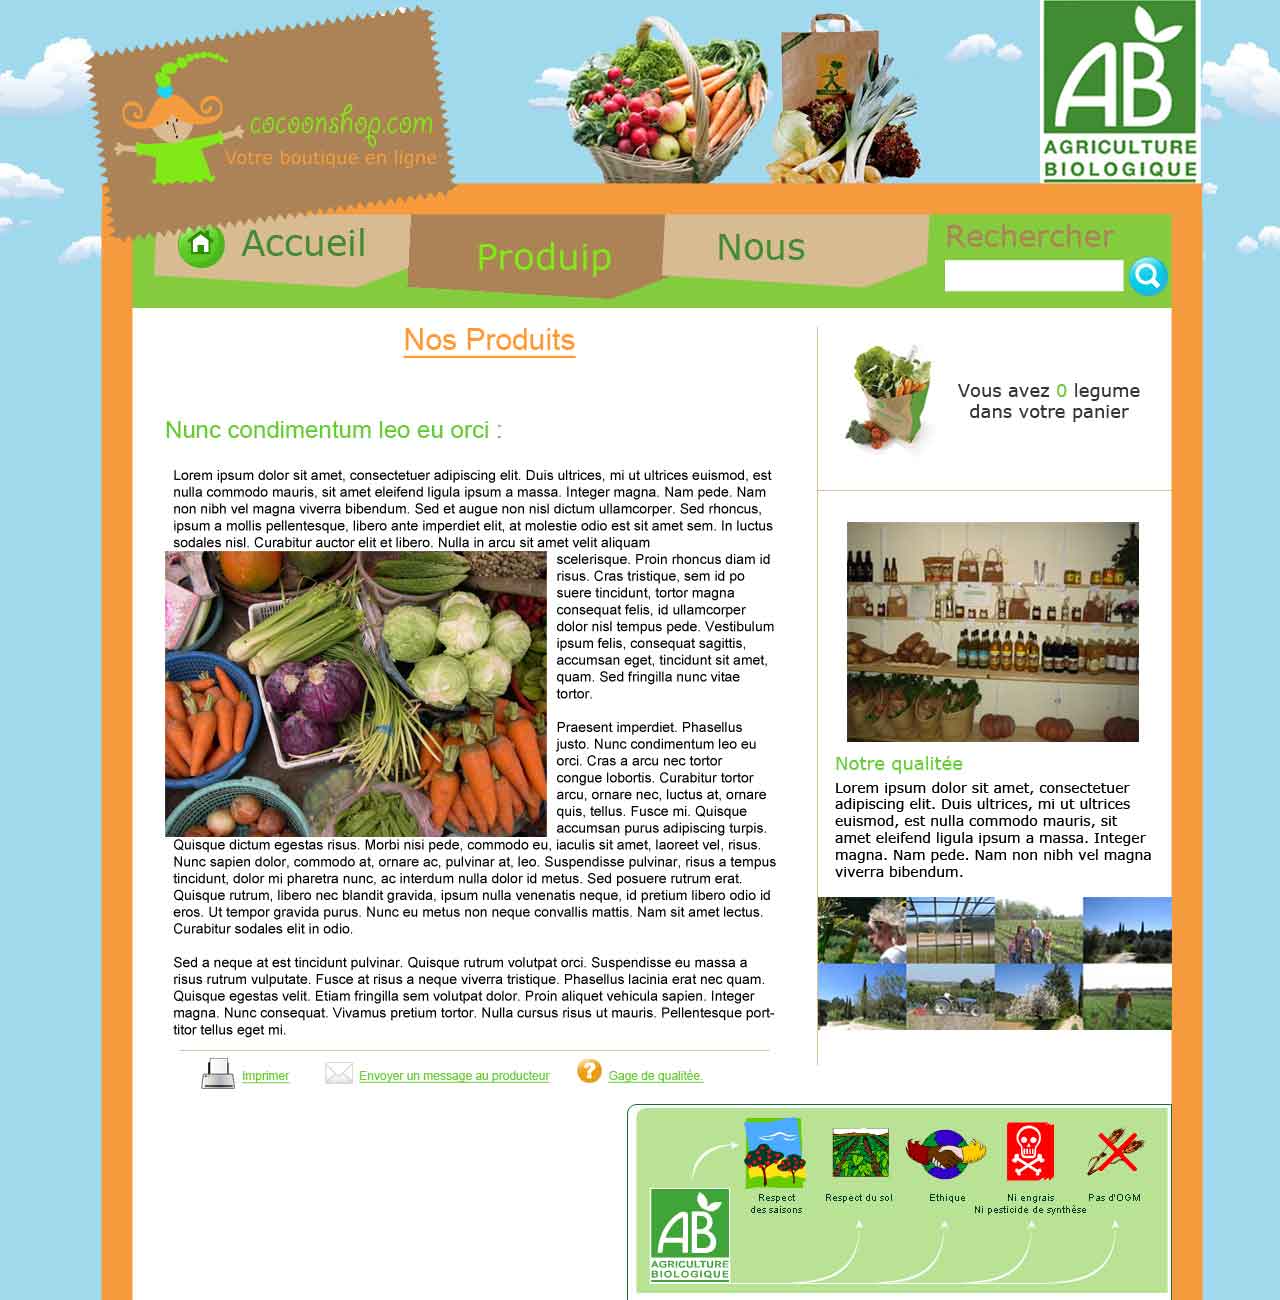 cocoonshop.com
Votre boutique en ligne
AB
AGRICULTURE
BIOLOGIQUE
Accueil
Produip
Nous
Rechercher
Nos Produits
Nunc condimentum leo eu orci :
Lorem ipsum dolor sit amet, consectetuer adipiscing elit. Duis ultrices, mi ut ultrices euismod, est
nulla commodo mauris, sit amet eleifend ligula ipsum a massa. Integer magna. Nam pede. Nam
non nibh vel magna viverra bibendum. Sed et augue non nisl dictum ullamcorper. Sed rhoncus,
ipsum a mollis pellentesque, libero ante imperdiet elit, at molestie odio est sit amet sem. In luctus
sodales nisl. Curabitur auctor elit et libero. Nulla in arcu sit amet velit aliquam
scelerisque. Proin rhoncus diam id
risus. Cras tristique, sem id po
suere tincidunt, tortor magna
consequat felis, id ullamcorper
dolor nisl tempus pede. Vestibulum
ipsum felis, consequat sagittis,
accumsan eget, tincidunt sit amet,
quam. Sed fringilla nunc vitae
tortor.
Praesent imperdiet. Phasellus
justo. Nunc condimentum leo eu
orci. Cras a arcu nec tortor
congue lobortis. Curabitur tortor
arcu, ornare nec, luctus at, ornare
quis, tellus. Fusce mi. Quisque
accumsan purus adipiscing turpis.
Quisque dictum egestas risus. Morbi nisi pede, commodo eu, iaculis sit amet, laoreet vel, risus.
Nunc sapien dolor, commodo at, ornare ac, pulvinar at, leo. Suspendisse pulvinar, risus a tempus
tincidunt, dolor mi pharetra nunc, ac interdum nulla dolor id metus. Sed posuere rutrum erat.
Quisque rutrum, libero nec blandit gravida, ipsum nulla venenatis neque, id pretium libero odio id
eros. Ut tempor gravida purus. Nunc eu metus non neque convallis mattis. Nam sit amet lectus.
Curabitur sodales elit in odio.
Sed a neque at est tincidunt pulvinar. Quisque rutrum volutpat orci. Suspendisse eu massa a
risus rutrum vulputate. Fusce at risus a neque viverra tristique. Phasellus lacinia erat nec quam.
Quisque egestas velit. Etiam fringilla sem volutpat dolor. Proin aliquet vehicula sapien. Integer
magna. Nunc consequat. Vivamus pretium tortor. Nulla cursus risus ut mauris. Pellentesque port-
titor tellus eget mi.
Imprimer
Envoyer un message au producteur
?
Gage de qualitée.
Vous avez 0 legume
dans votre panier
Notre qualitée
Lorem ipsum dolor sit amet, consectetuer
adipiscing elit. Duis ultrices, mi ut ultrices
euismod, est nulla commodo mauris, sit
amet eleifend ligula ipsum a massa. Integer
magna. Nam pede. Nam non nibh vel magna
viverra bibendum.
Respect
des saisons
Respect du sol
Ethique
Ni engrais
Ni pesticide de synthèse
Pas d'OGM
AB
AGRICULTURE
BIOLOGIQUE